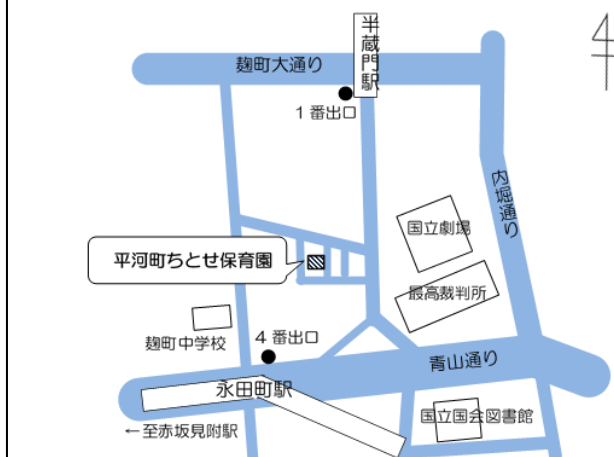 半蔵門駅
麹町大通り
1番出口
内堀通り
国立劇場
平河町ちとせ保育園
最高裁判所
麹町中学校
4番出口
青山通り
永田町駅
国立国会図書館
←至赤坂見附駅